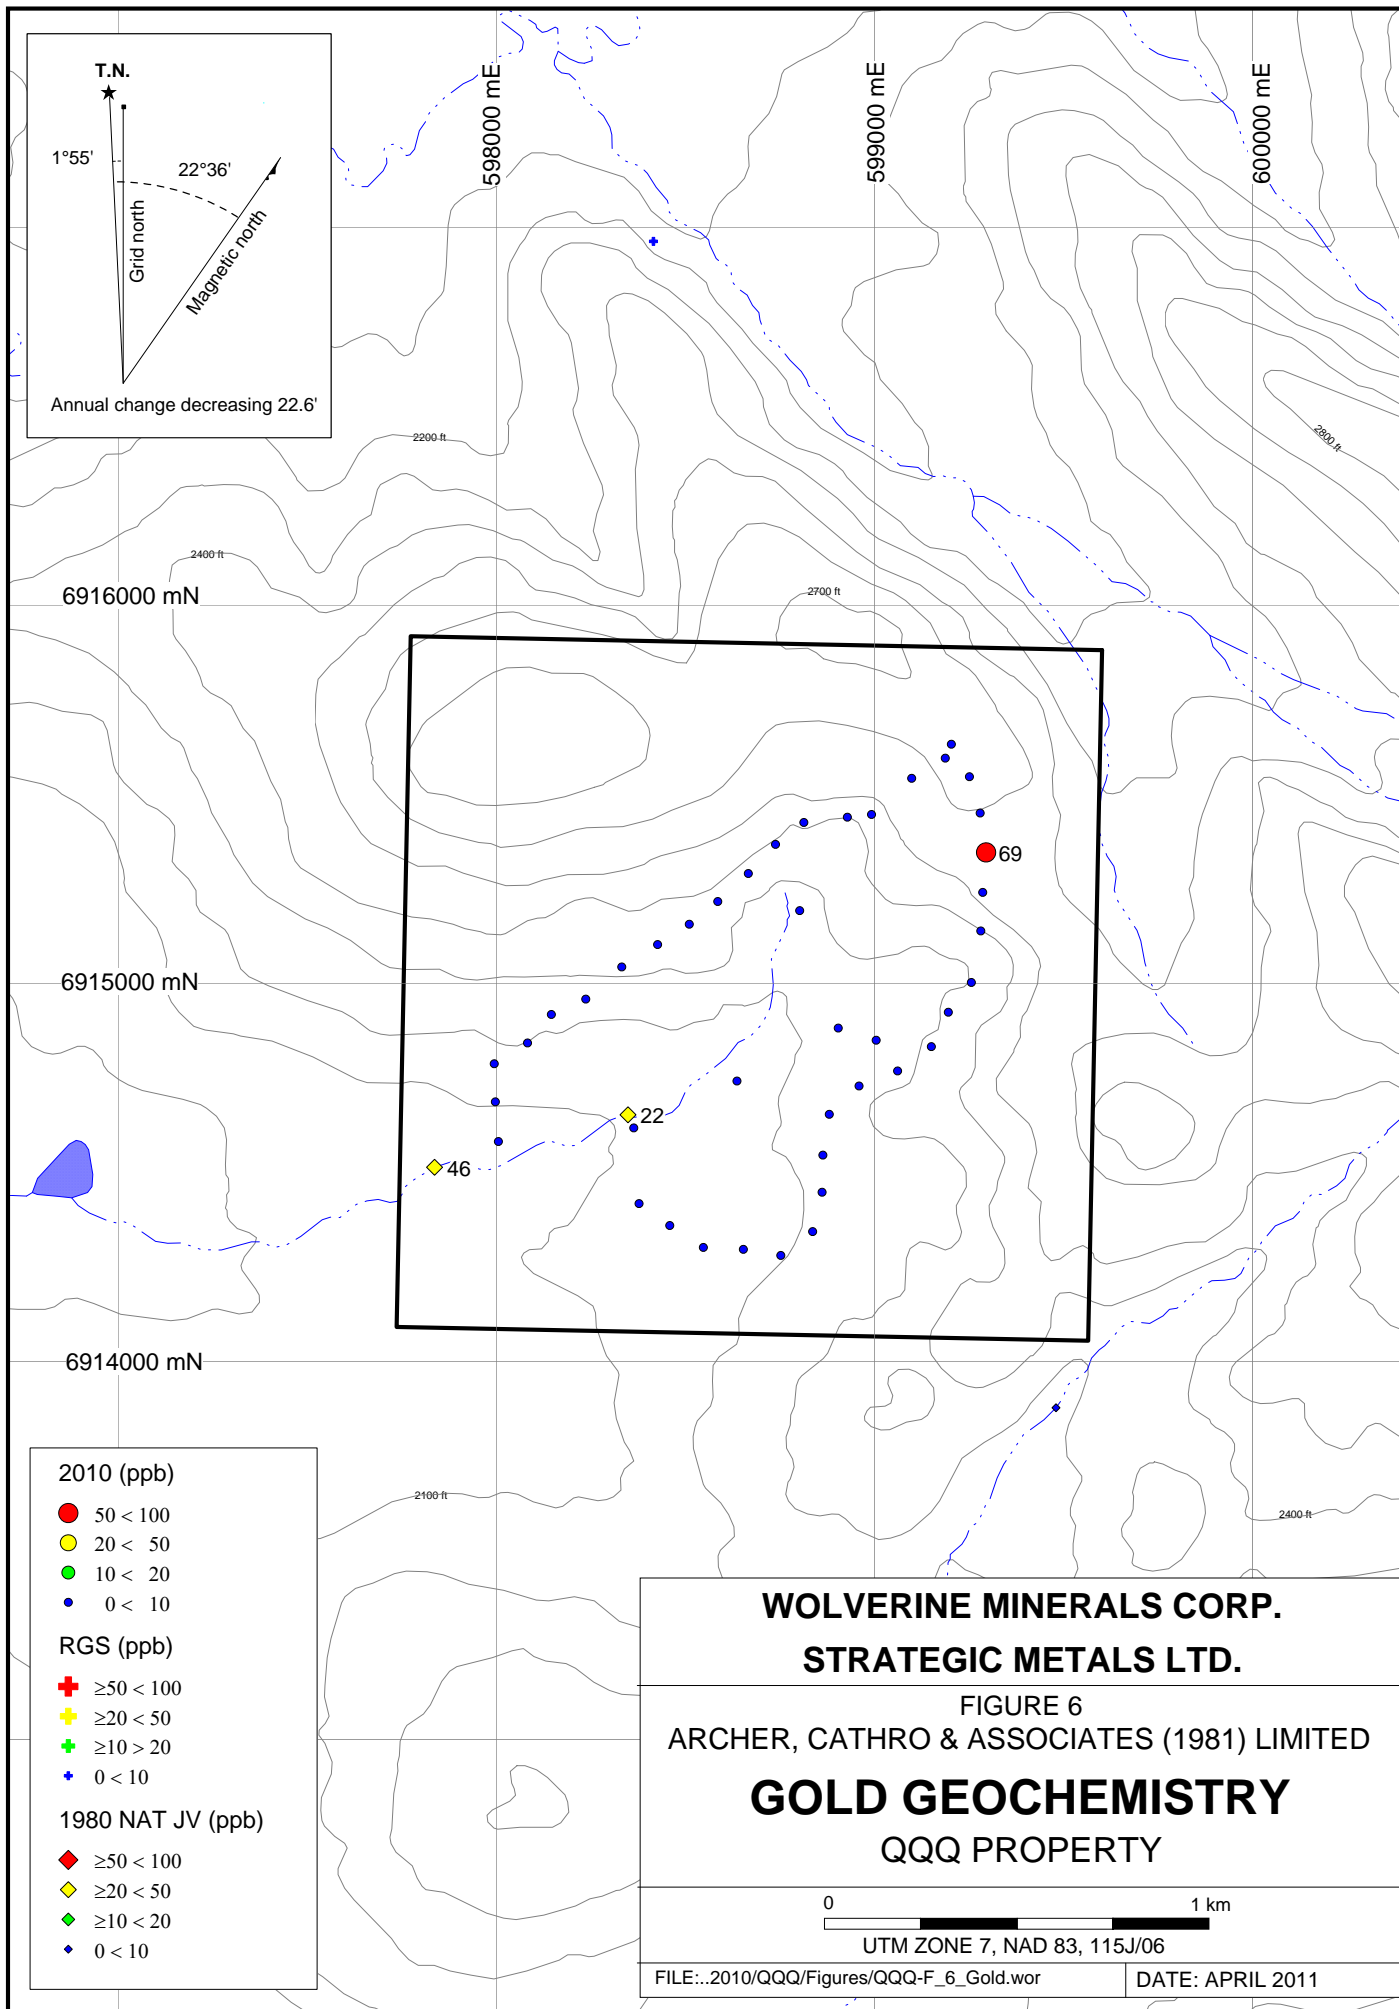 T.N.
1°55'
22°36'
Grid north
Magnetic north
Annual change decreasing 22.6'
598000 mE
599000 mE
600000 mE
2200 ft
2800 ft
2400 ft
6916000 mN
2700 ft
69
6915000 mN
22
46
6914000 mN
2100 ft
2400 ft
2010 (ppb)
50 < 100
20 < 50
10 < 20
0 < 10
RGS (ppb)
≥50 < 100
≥20 < 50
≥10 > 20
0 < 10
1980 NAT JV (ppb)
≥50 < 100
≥20 < 50
≥10 < 20
0 < 10
WOLVERINE MINERALS CORP.
STRATEGIC METALS LTD.
FIGURE 6
ARCHER, CATHRO & ASSOCIATES (1981) LIMITED
GOLD GEOCHEMISTRY
QQQ PROPERTY
0 1 km
UTM ZONE 7, NAD 83, 115J/06
FILE:..2010/QQQ/Figures/QQQ-F_6_Gold.wor
DATE: APRIL 2011